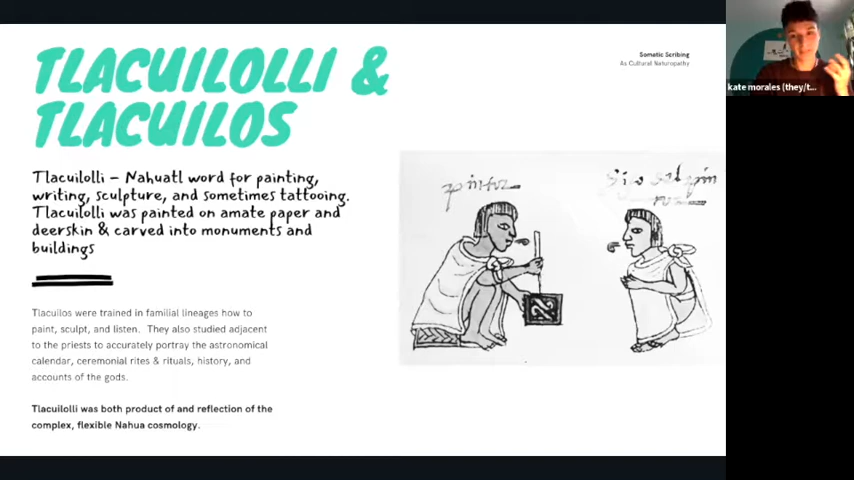 TLACUILOLLI &
TLACUILOS
Somatic Scribing
As Cultural Naturopathy
kate morales (they/t...
Tlacuilolli – Nahuatl word for painting,
writing, sculpture, and sometimes tattooing.
Tlacuilolli was painted on amate paper and
deerskin & carved into monuments and
buildings
Tlacuilos were trained in familial lineages how to
paint, sculpt, and listen. They also studied adjacent
to the priests to accurately portray the astronomical
calendar, ceremonial rites & rituals, history, and
accounts of the gods.
Tlacuilolli was both product of and reflection of the
complex, flexible Nahua cosmology.
pintor